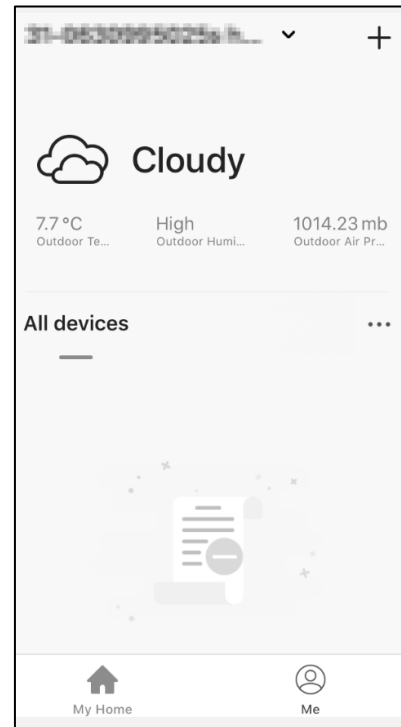 Cloudy
7.7 °C High 1014.23 mb
Outdoor Te... Outdoor Humi... Outdoor Air Pr...
All devices
My Home Me